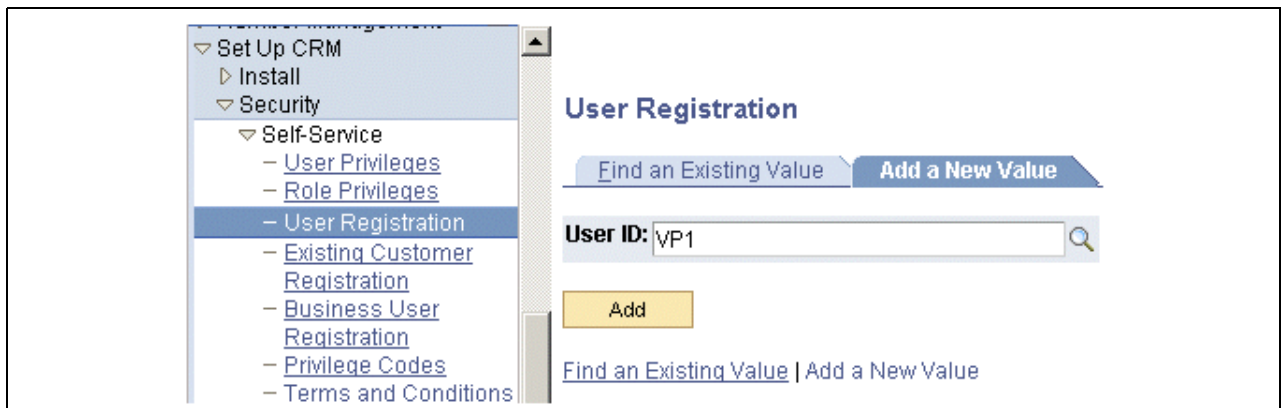 Set Up CRM
Install
Security
Self-Service
– User Privileges
– Role Privileges
– User Registration
– Existing Customer
Registration
– Business User
Registration
– Privilege Codes
– Terms and Conditions
User Registration
Find an Existing Value
Add a New Value
User ID: VP1
Add
Find an Existing Value | Add a New Value